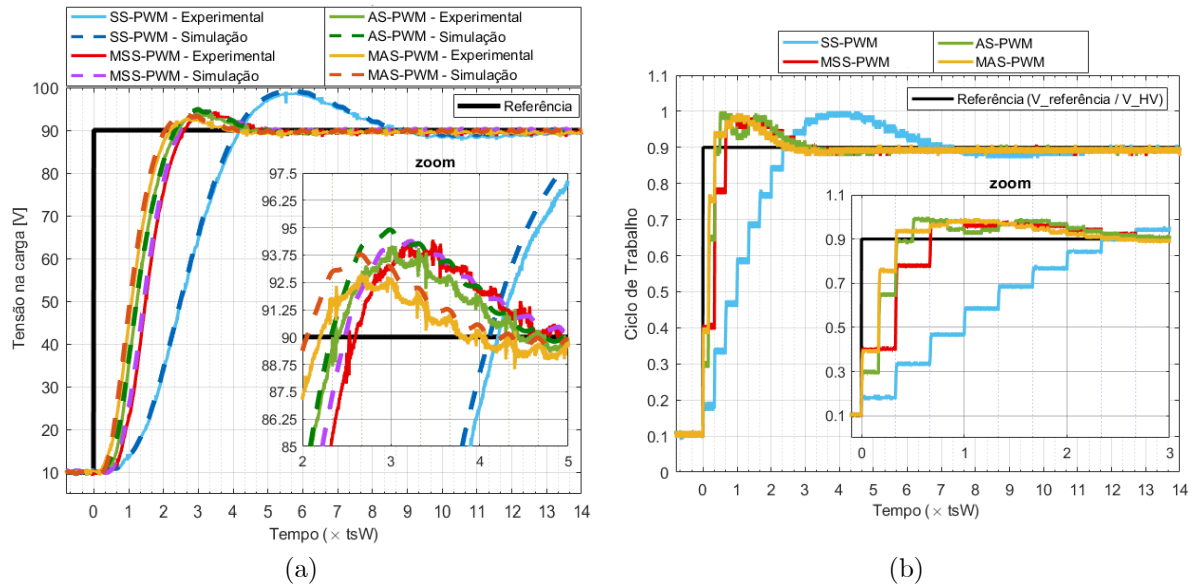 SS-PWM - Experimental
SS-PWM - Simulação
MSS-PWM - Experimental
MSS-PWM - Simulação
AS-PWM - Experimental
AS-PWM - Simulação
MAS-PWM - Experimental
MAS-PWM - Simulação
Referência
Tensão na carga [V]
100
90
80
70
60
50
40
30
20
10
0 1 2 3 4 5 6 7 8 9 10 11 12 13 14
Tempo ( × tsW)
zoom
97.5
96.25
95
93.75
92.5
91.25
90
88.75
87.5
86.25
85
2 3 4 5
(a)
SS-PWM
MSS-PWM
AS-PWM
MAS-PWM
Referência (V_referência / V_HV)
Ciclo de Trabalho
1.1
1
0.9
0.8
0.7
0.6
0.5
0.4
0.3
0.2
0.1
0
0 1 2 3 4 5 6 7 8 9 10 11 12 13 14
Tempo ( × tsW)
zoom
1.1
0.9
0.7
0.5
0.3
0.1
0 1 2 3
(b)